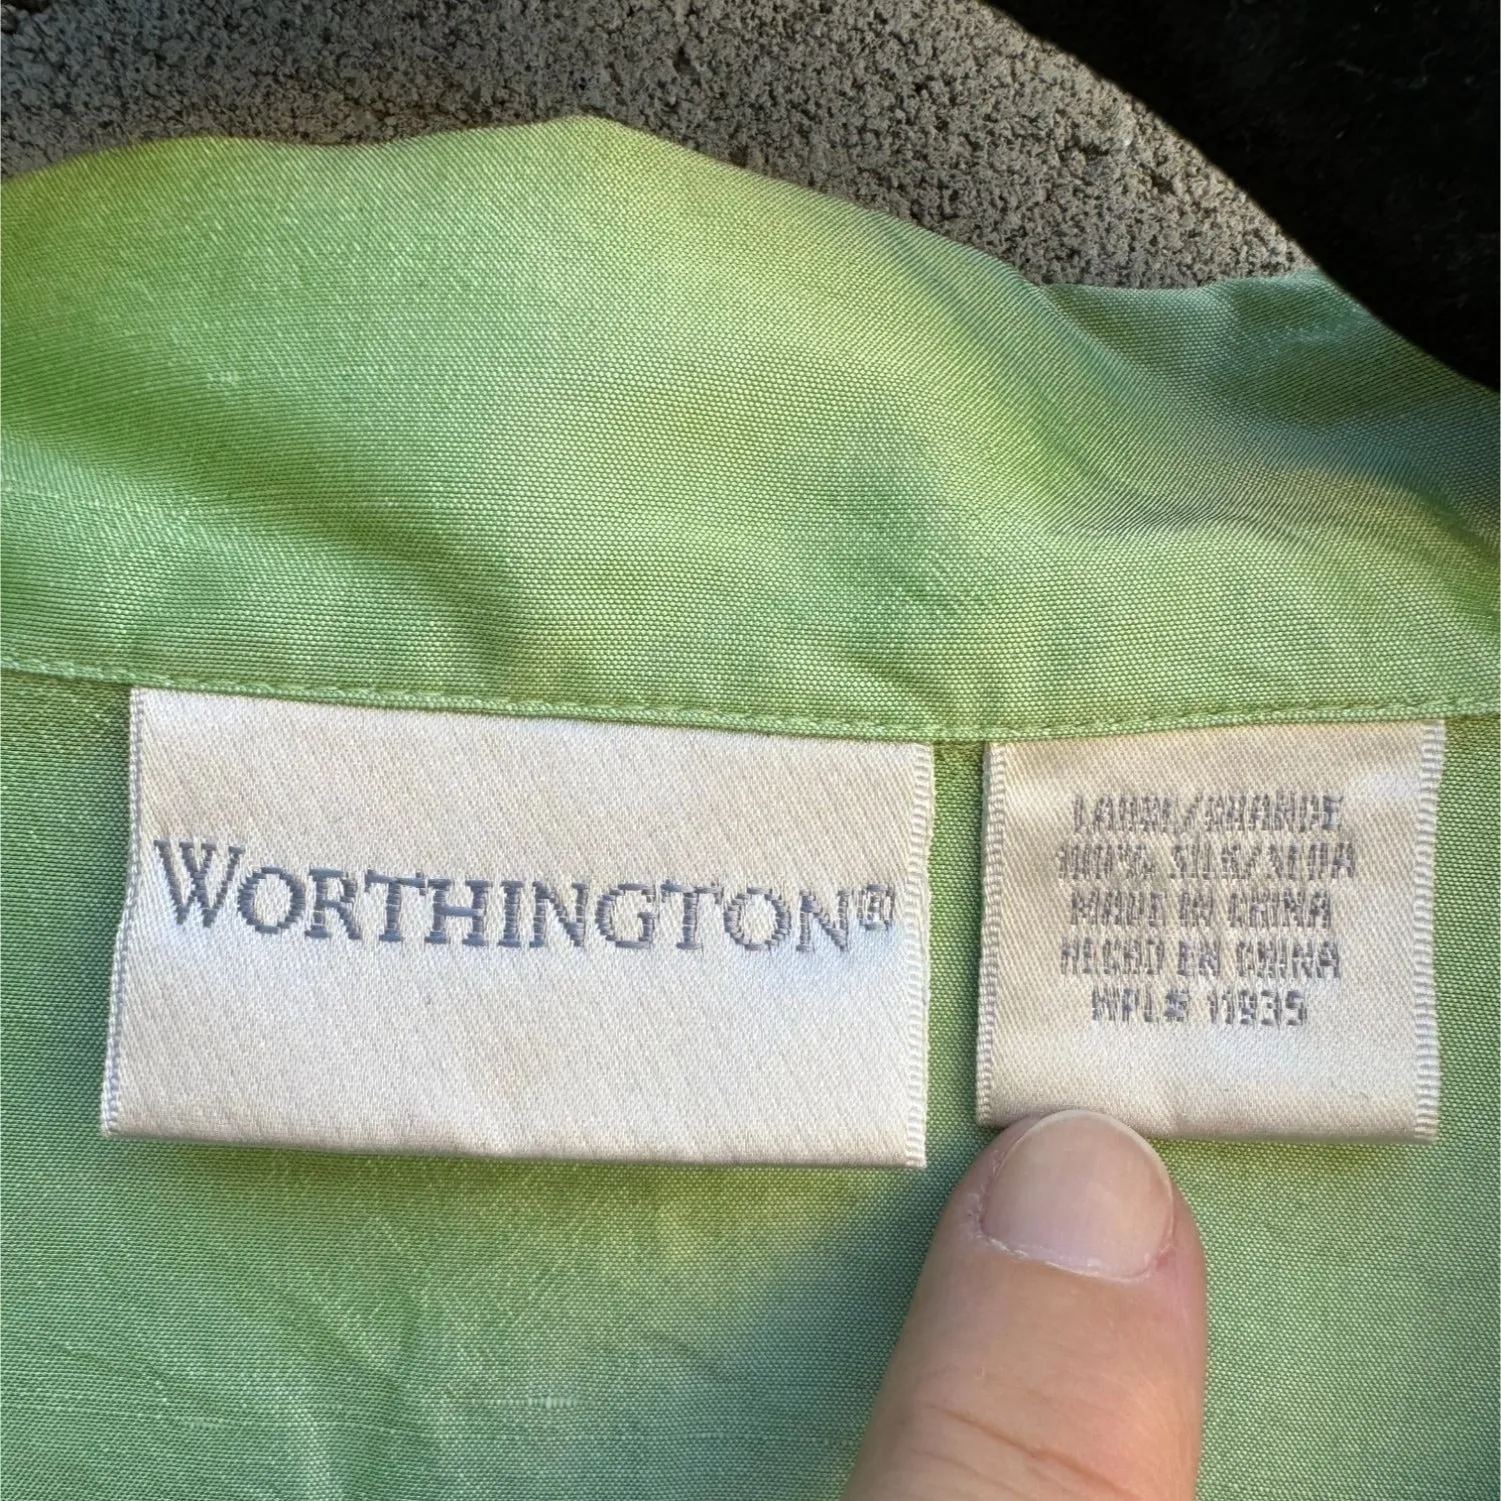 WORTHINGTON®
LARGE/GRANDE
100% SILK/SEDA
MADE IN CHINA
HECHO EN CHINA
WPL# 11935